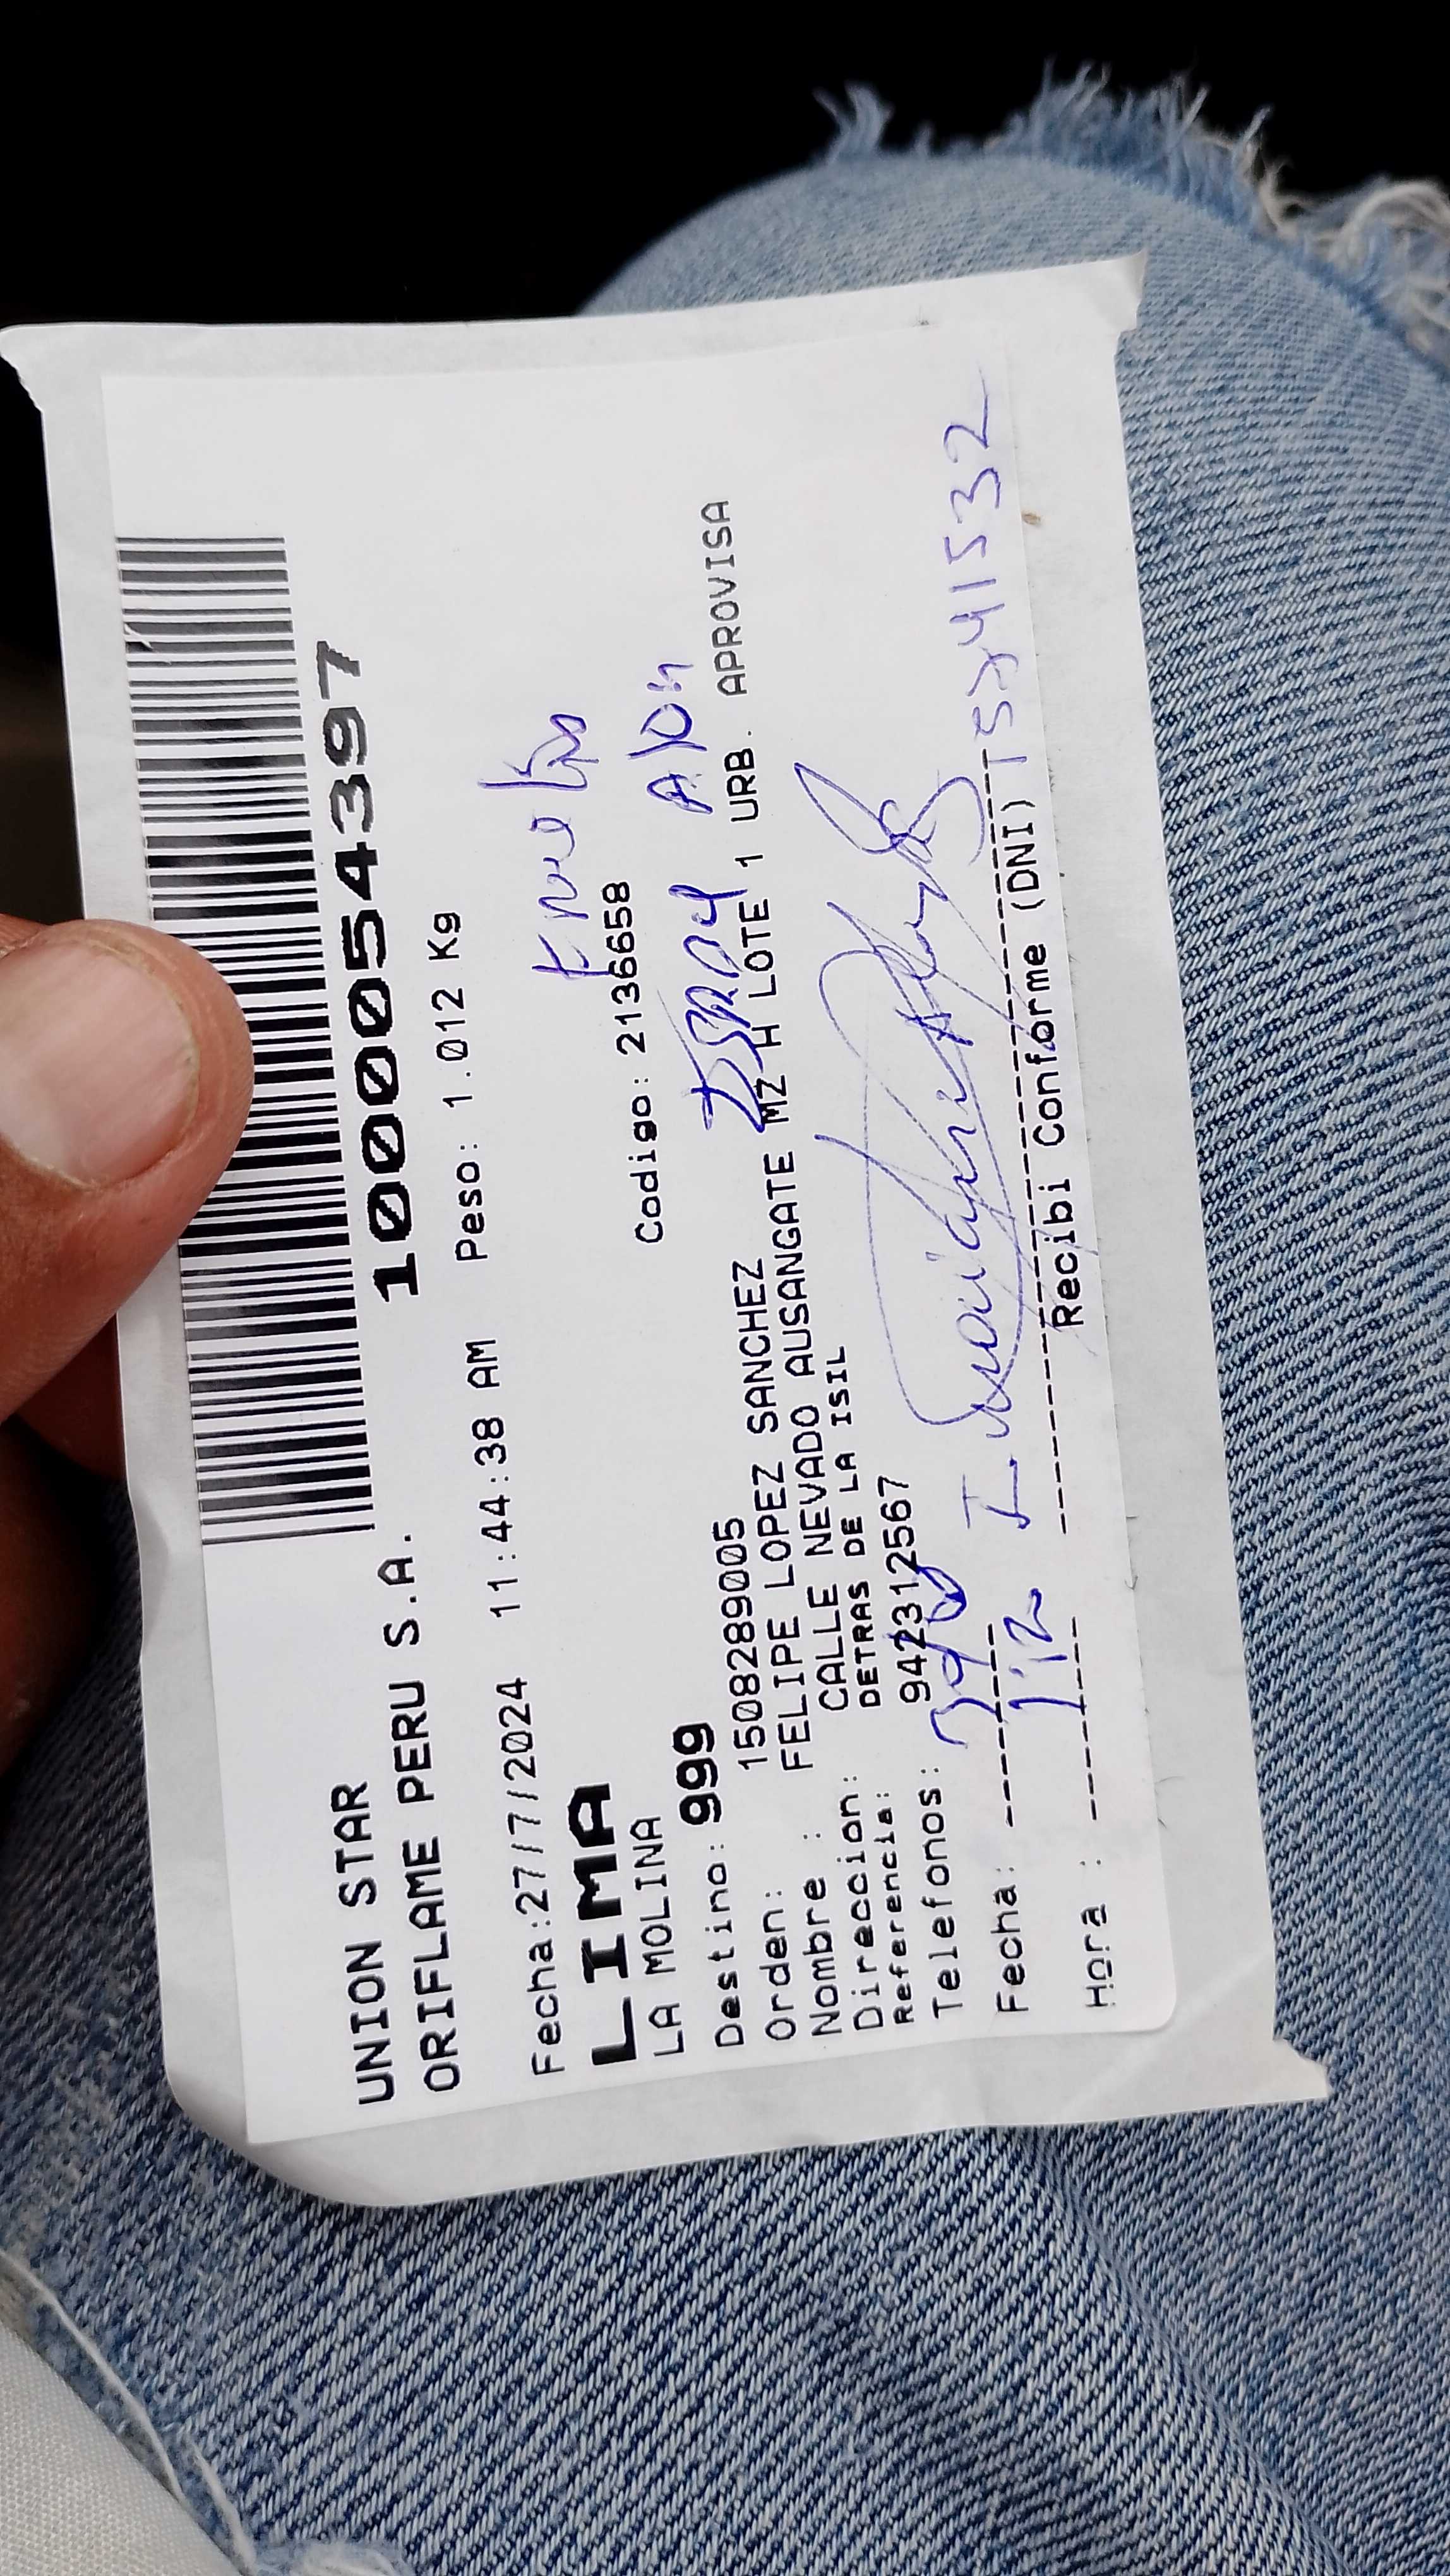 UNION STAR
ORIFLAME PERU S.A.
1000054397
Fecha:27/7/2024 11:44:38 AM Peso: 1.012 Kg
LIMA
LA MOLINA
Codigo: 2136658
Destino: 999
Orden: 1508289005
Nombre : FELIPE LOPEZ SANCHEZ
Direccion: CALLE NEVADO AUSANGATE MZ H LOTE 1 URB. APROVISA
Referencia: DETRAS DE LA ISIL
Telefonos: 942312567
Fecha:
Hora :
Recibi Conforme (DNI)